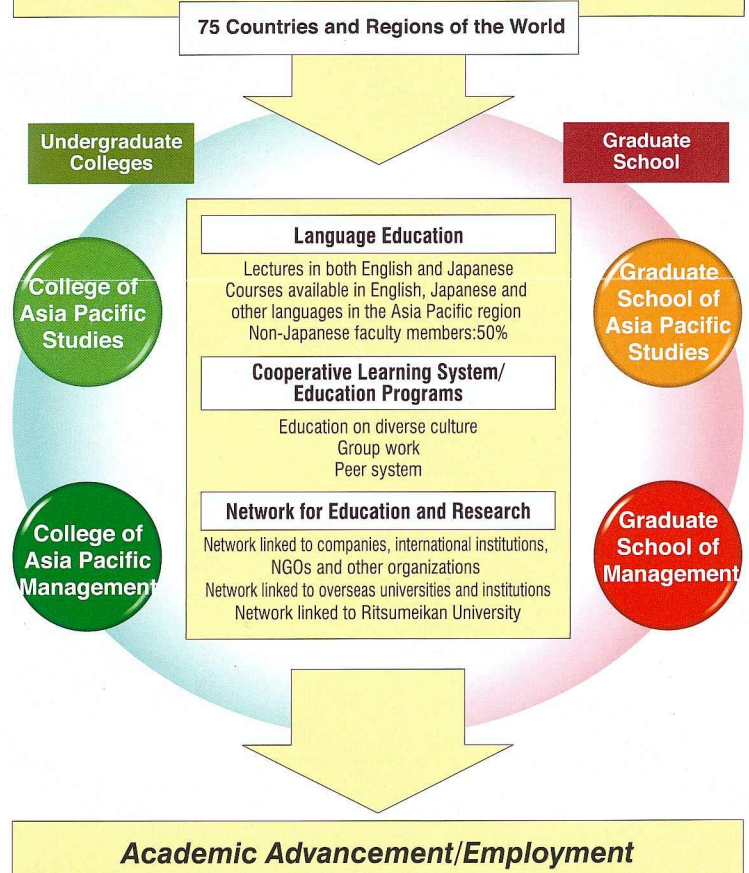 75 Countries and Regions of the World
Undergraduate
Colleges
Graduate
School
Language Education
Lectures in both English and Japanese
Courses available in English, Japanese and
other languages in the Asia Pacific region
Non-Japanese faculty members:50%
Cooperative Learning System/
Education Programs
Education on diverse culture
Group work
Peer system
Network for Education and Research
Network linked to companies, international institutions,
NGOs and other organizations
Network linked to overseas universities and institutions
Network linked to Ritsumeikan University
College of
Asia Pacific
Studies
College of
Asia Pacific
Management
Graduate
School of
Asia Pacific
Studies
Graduate
School of
Management
Academic Advancement/Employment